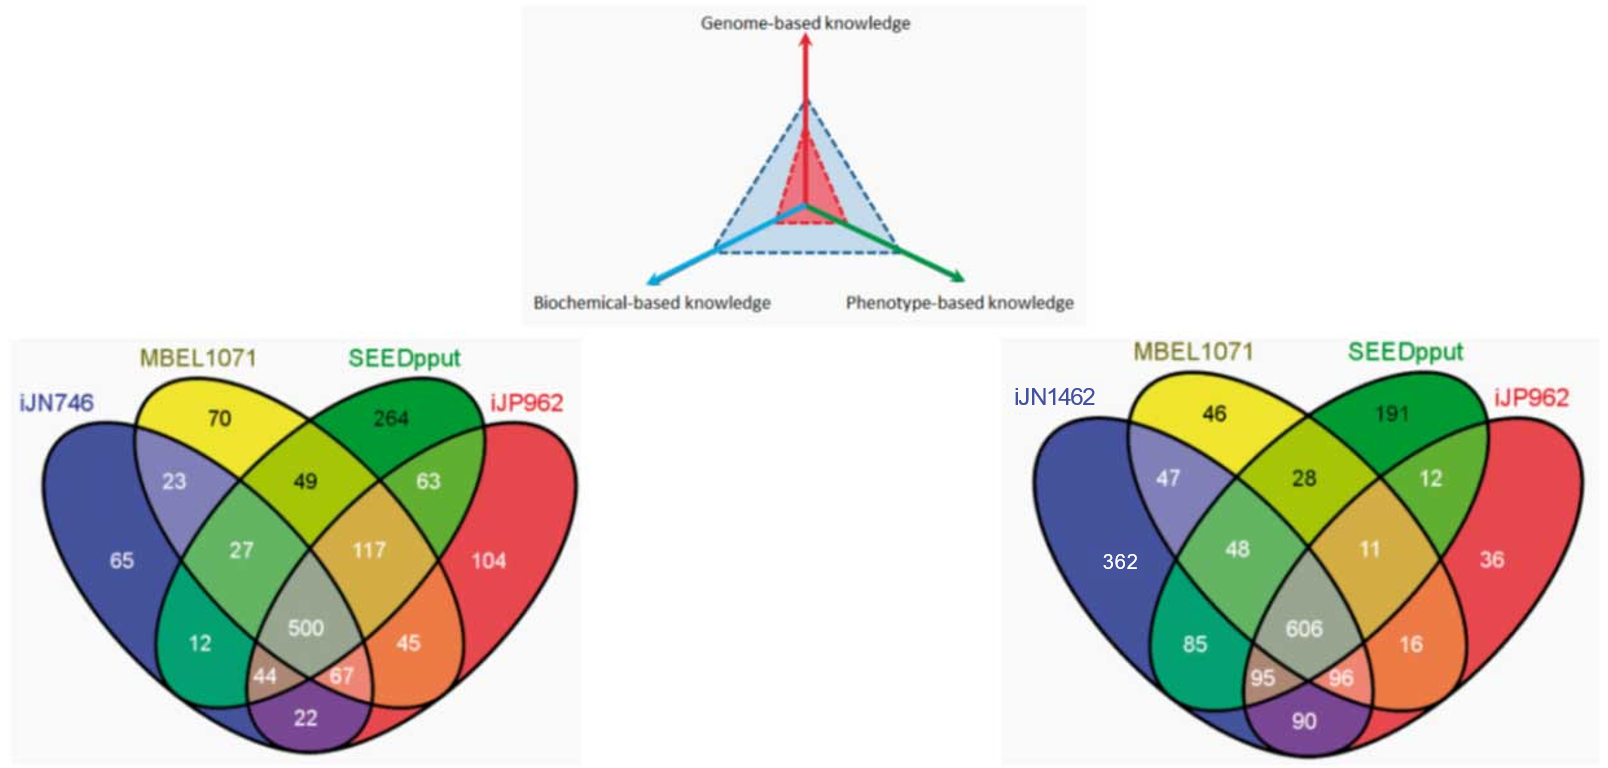 Genome-based knowledge
Biochemical-based knowledge
Phenotype-based knowledge
MBEL1071
SEEDpput
iJN746
iJP962
70
264
23
49
63
65
27
117
104
500
12
45
44
67
22
MBEL1071
SEEDpput
iJN1462
iJP962
46
191
47
28
12
362
48
11
36
606
85
16
95
96
90